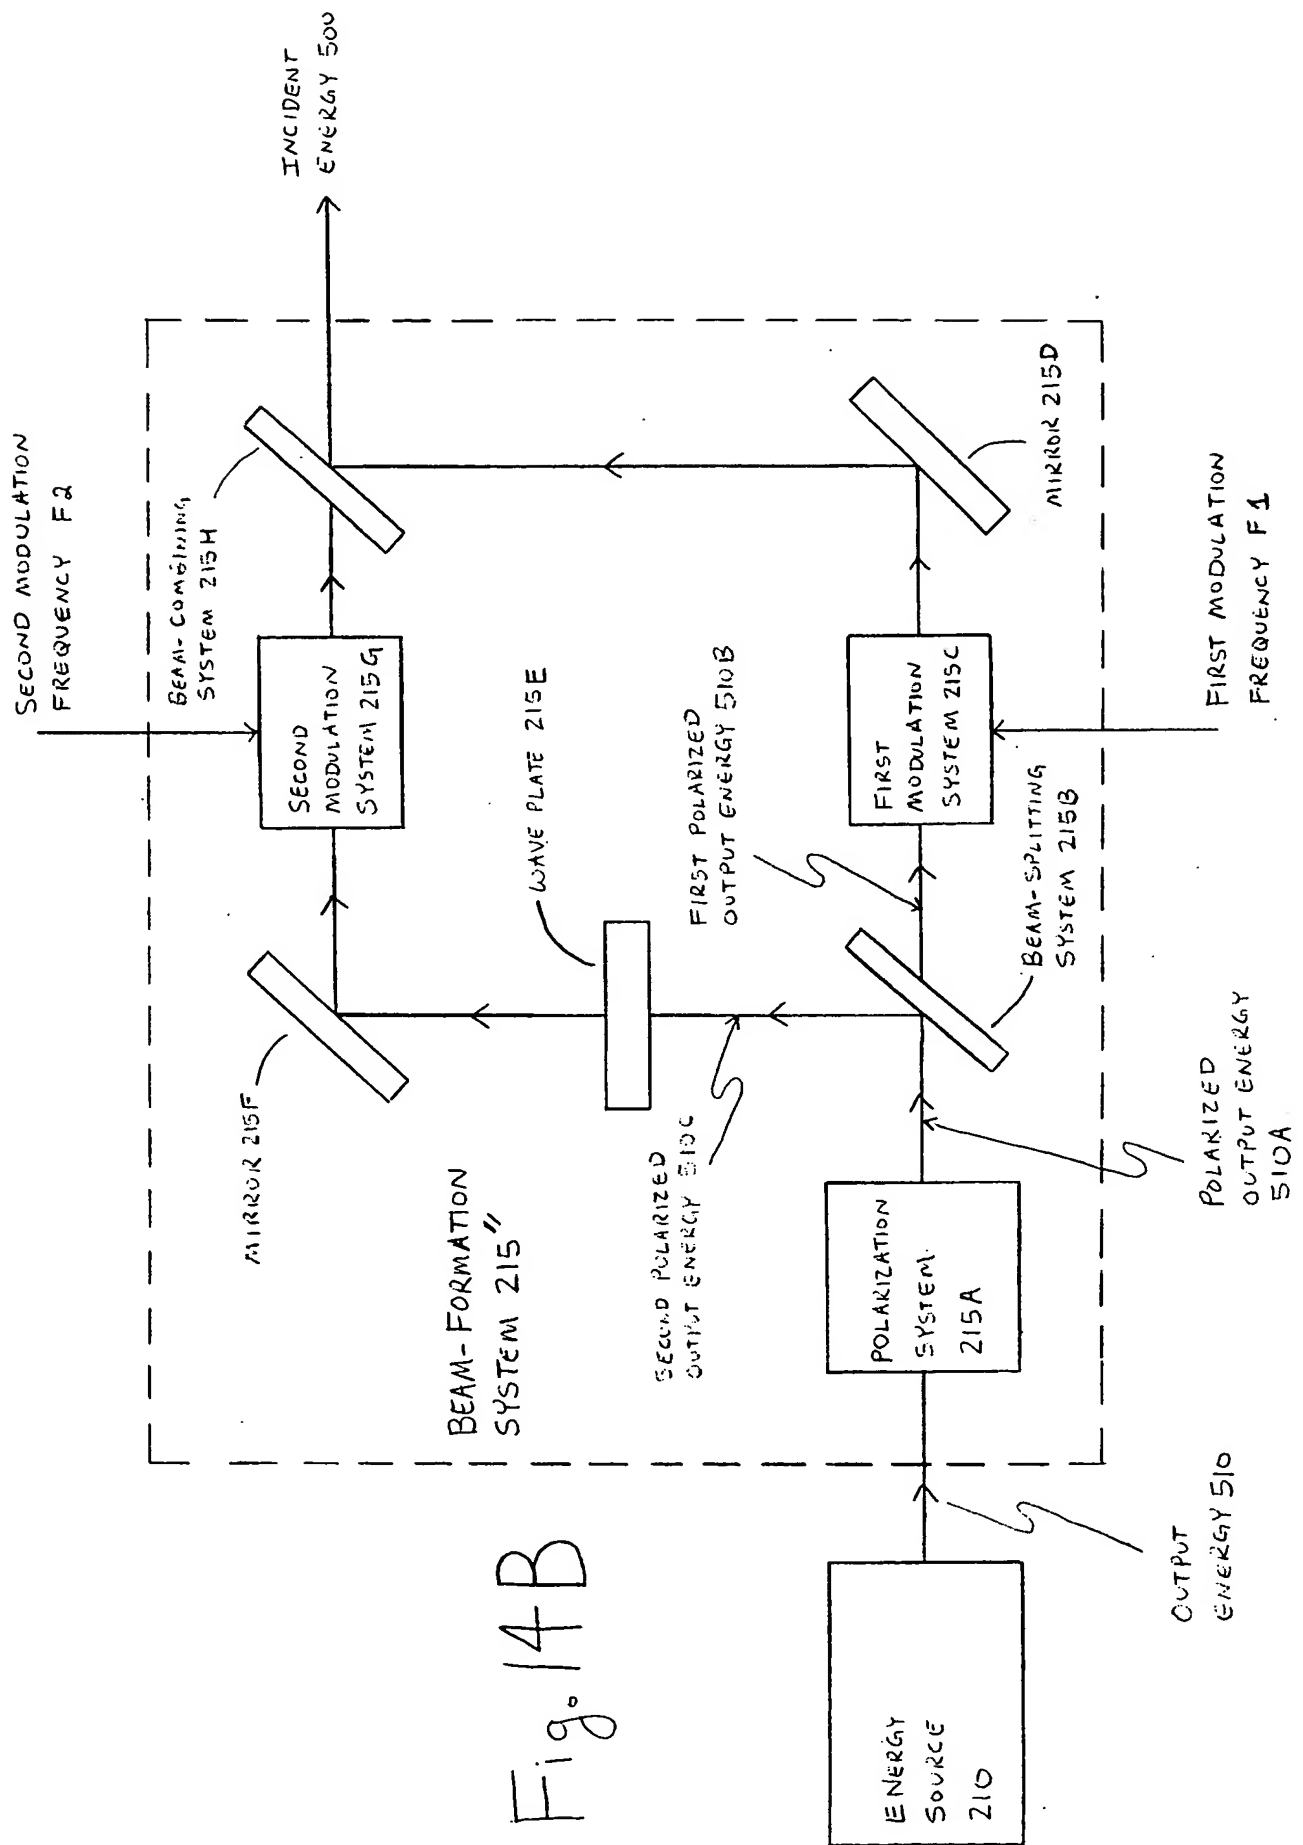 Fig. 14B
ENERGY
SOURCE
210
OUTPUT
ENERGY 510
BEAM-FORMATION
SYSTEM 215"
POLARIZATION
SYSTEM
215A
POLARIZED
OUTPUT ENERGY
510A
BEAM-SPLITTING
SYSTEM 215B
FIRST POLARIZED
OUTPUT ENERGY 510B
SECOND POLARIZED
OUTPUT ENERGY 510C
WAVE PLATE 215E
MIRROR 215F
FIRST
MODULATION
SYSTEM 215C
FIRST MODULATION
FREQUENCY F1
MIRROR 215D
SECOND
MODULATION
SYSTEM 215G
SECOND MODULATION
FREQUENCY F2
BEAM-COMBINING
SYSTEM 215H
INCIDENT
ENERGY 500